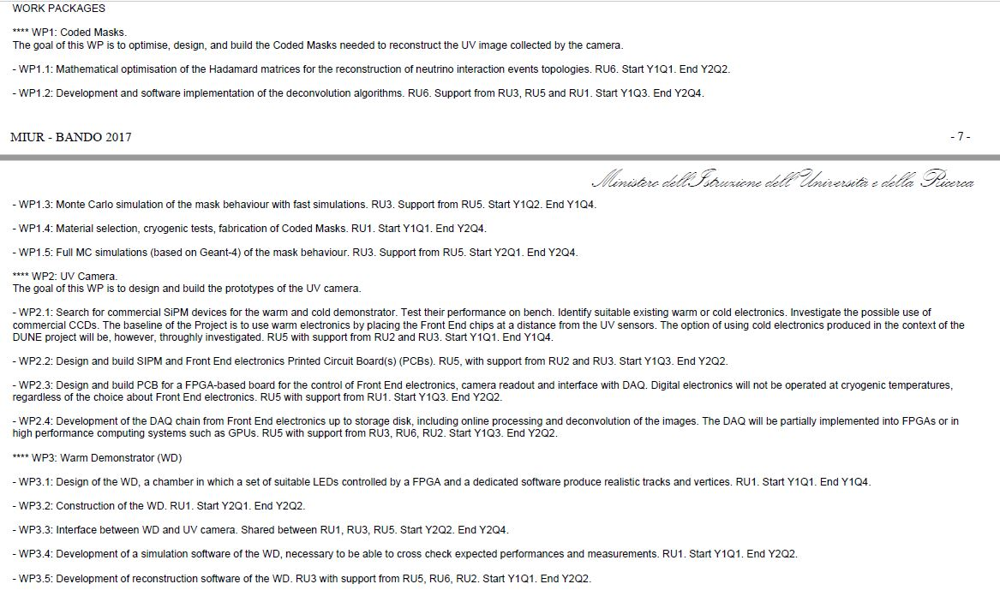 WORK PACKAGES
**** WP1: Coded Masks.
The goal of this WP is to optimise, design, and build the Coded Masks needed to reconstruct the UV image collected by the camera.
- WP1.1: Mathematical optimisation of the Hadamard matrices for the reconstruction of neutrino interaction events topologies. RU6. Start Y1Q1. End Y2Q2.
- WP1.2: Development and software implementation of the deconvolution algorithms. RU6. Support from RU3, RU5 and RU1. Start Y1Q3. End Y2Q4.
MIUR - BANDO 2017 - 7 -
Ministero dell'Istruzione dell'Università e della Ricerca
- WP1.3: Monte Carlo simulation of the mask behaviour with fast simulations. RU3. Support from RU5. Start Y1Q2. End Y1Q4.
- WP1.4: Material selection, cryogenic tests, fabrication of Coded Masks. RU1. Start Y1Q1. End Y2Q4.
- WP1.5: Full MC simulations (based on Geant-4) of the mask behaviour. RU3. Support from RU5. Start Y2Q1. End Y2Q4.
**** WP2: UV Camera.
The goal of this WP is to design and build the prototypes of the UV camera.
- WP2.1: Search for commercial SiPM devices for the warm and cold demonstrator. Test their performance on bench. Identify suitable existing warm or cold electronics. Investigate the possible use of
commercial CCDs. The baseline of the Project is to use warm electronics by placing the Front End chips at a distance from the UV sensors. The option of using cold electronics produced in the context of the
DUNE project will be, however, throughly investigated. RU5 with support from RU2 and RU3. Start Y1Q1. End Y1Q4.
- WP2.2: Design and build SIPM and Front End electronics Printed Circuit Board(s) (PCBs). RU5, with support from RU2 and RU3. Start Y1Q3. End Y2Q2.
- WP2.3: Design and build PCB for a FPGA-based board for the control of Front End electronics, camera readout and interface with DAQ. Digital electronics will not be operated at cryogenic temperatures,
regardless of the choice about Front End electronics. RU5 with support from RU1. Start Y1Q3. End Y2Q2.
- WP2.4: Development of the DAQ chain from Front End electronics up to storage disk, including online processing and deconvolution of the images. The DAQ will be partially implemented into FPGAs or in
high performance computing systems such as GPUs. RU5 with support from RU3, RU6, RU2. Start Y1Q3. End Y2Q2.
**** WP3: Warm Demonstrator (WD)
- WP3.1: Design of the WD, a chamber in which a set of suitable LEDs controlled by a FPGA and a dedicated software produce realistic tracks and vertices. RU1. Start Y1Q1. End Y1Q4.
- WP3.2: Construction of the WD. RU1. Start Y2Q1. End Y2Q2.
- WP3.3: Interface between WD and UV camera. Shared between RU1, RU3, RU5. Start Y2Q2. End Y2Q4.
- WP3.4: Development of a simulation software of the WD, necessary to be able to cross check expected performances and measurements. RU1. Start Y1Q1. End Y2Q2.
- WP3.5: Development of reconstruction software of the WD. RU3 with support from RU5, RU6, RU2. Start Y1Q1. End Y2Q2.